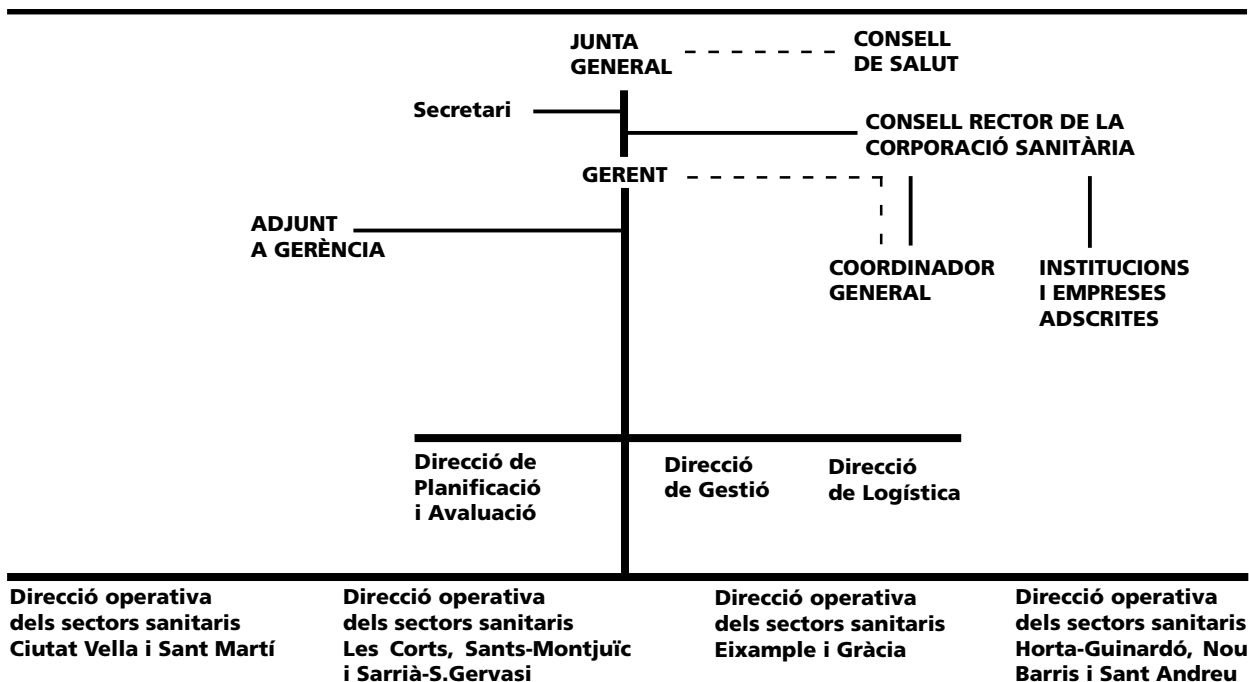 JUNTA
GENERAL
CONSELL
DE SALUT
Secretari
CONSELL RECTOR DE LA
CORPORACIÓ SANITÀRIA
GERENT
ADJUNT
A GERÈNCIA
COORDINADOR
GENERAL
INSTITUCIONS
I EMPRESES
ADSCRITES
Direcció de
Planificació
i Avaluació
Direcció
de Gestió
Direcció
de Logística
Direcció operativa
dels sectors sanitaris
Ciutat Vella i Sant Martí
Direcció operativa
dels sectors sanitaris
Les Corts, Sants-Montjuïc
i Sarrià-S.Gervasi
Direcció operativa
dels sectors sanitaris
Eixample i Gràcia
Direcció operativa
dels sectors sanitaris
Horta-Guinardó, Nou
Barris i Sant Andreu